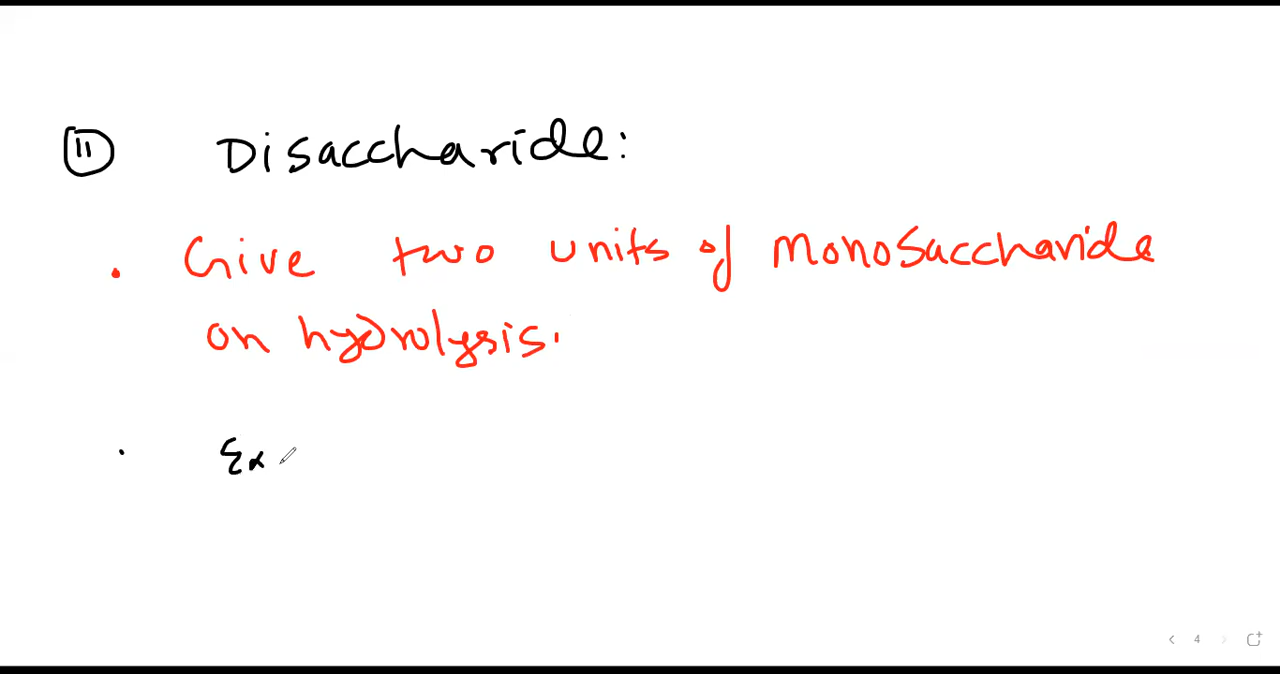 (11) Disaccharide:
. Give two units of Monosaccharide
on hydrolysis.
. Ex
4